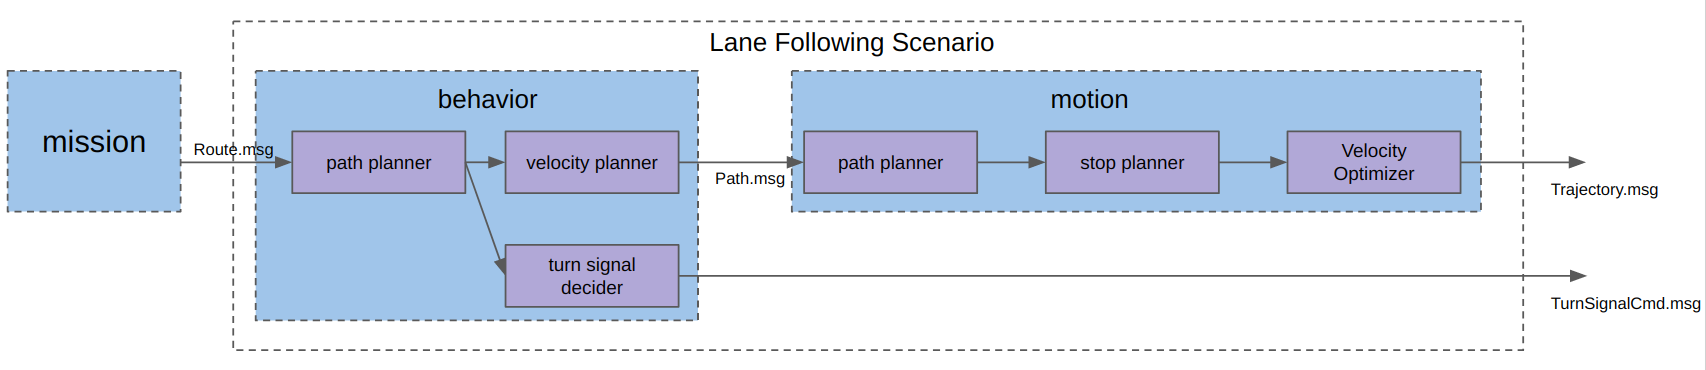 Lane Following Scenario
mission
Route.msg
behavior
path planner
velocity planner
turn signal
decider
Path.msg
motion
path planner
stop planner
Velocity
Optimizer
Trajectory.msg
TurnSignalCmd.msg